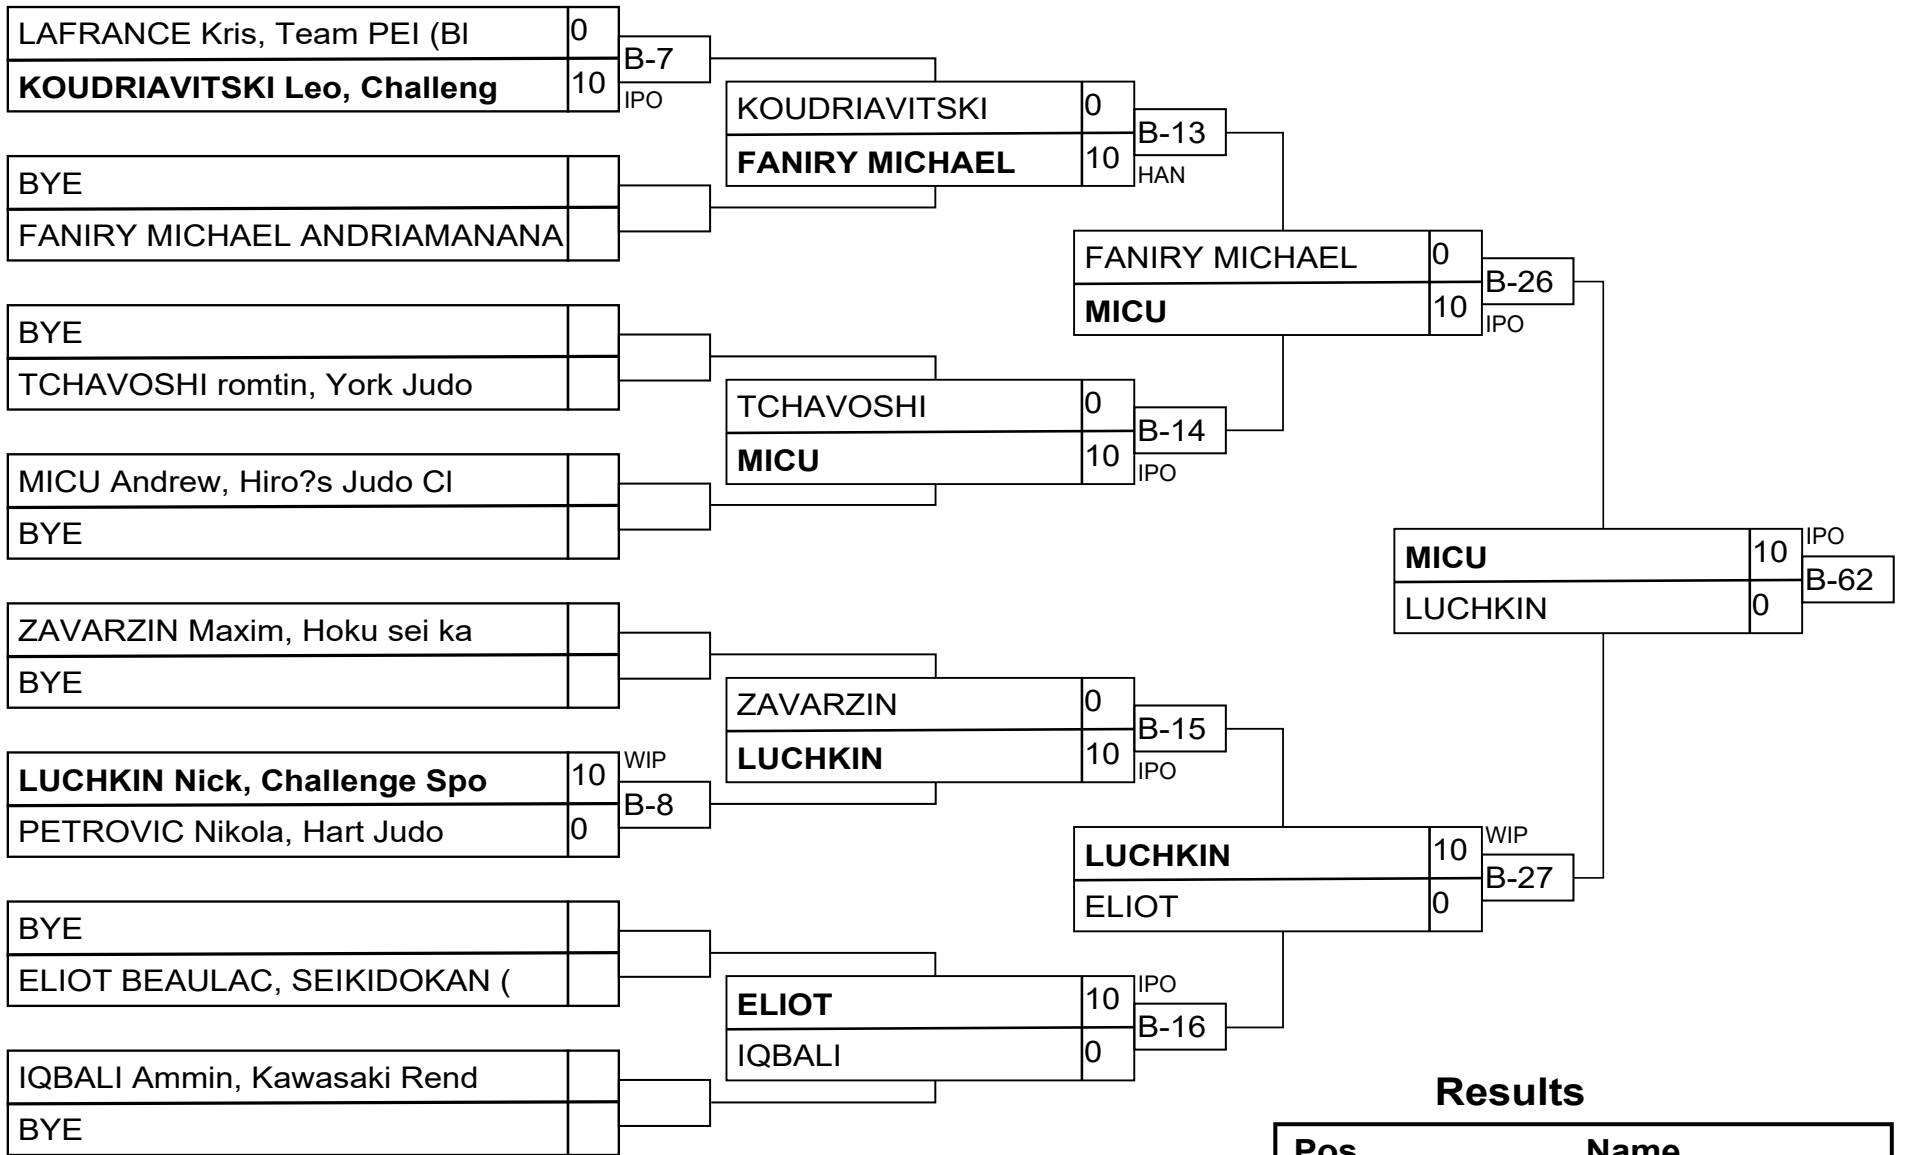 LAFRANCE Kris, Team PEI (Bl
0
KOUDRIAVITSKI Leo, Challeng
10
B-7
IPO
BYE
FANIRY MICHAEL ANDRIAMANANA
BYE
TCHAVOSHI romtin, York Judo
MICU Andrew, Hiro?s Judo Cl
BYE
ZAVARZIN Maxim, Hoku sei ka
BYE
LUCHKIN Nick, Challenge Spo
10
PETROVIC Nikola, Hart Judo
0
WIP
B-8
BYE
ELIOT BEAULAC, SEIKIDOKAN (
IQBALI Ammin, Kawasaki Rend
BYE
KOUDRIAVITSKI
0
FANIRY MICHAEL
10
B-13
HAN
TCHAVOSHI
0
MICU
10
B-14
IPO
ZAVARZIN
0
LUCHKIN
10
B-15
IPO
ELIOT
10
IQBALI
0
IPO
B-16
FANIRY MICHAEL
0
MICU
10
B-26
IPO
LUCHKIN
10
ELIOT
0
WIP
B-27
MICU
10
LUCHKIN
0
IPO
B-62
Results
Pos Name